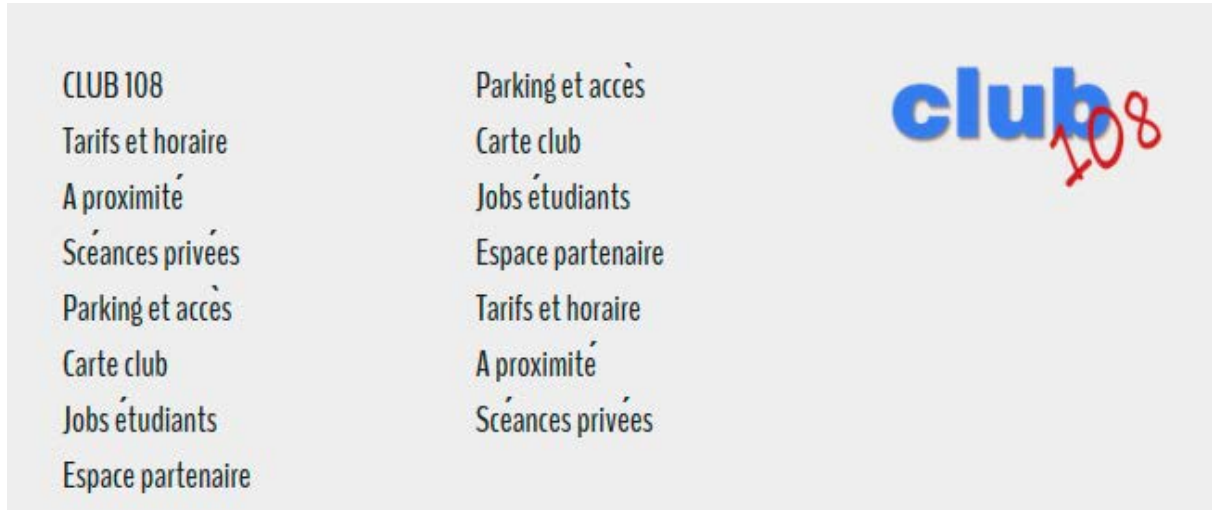 CLUB 108
Tarifs et horaire
A proximité
Scéances privées
Parking et accès
Carte club
Jobs étudiants
Espace partenaire
Parking et accès
Carte club
Jobs étudiants
Espace partenaire
Tarifs et horaire
A proximité
Scéances privées
club
108